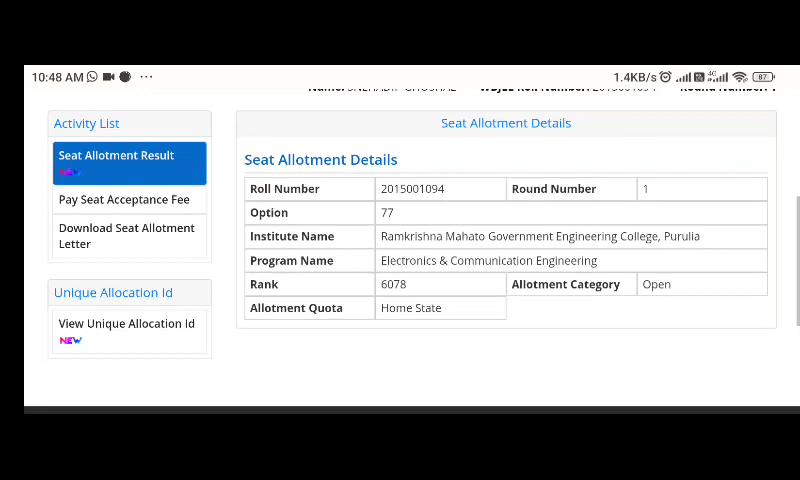 10:48 AM
1.4KB/s 4G 87
Activity List
Seat Allotment Result
NEW
Pay Seat Acceptance Fee
Download Seat Allotment
Letter
Unique Allocation Id
View Unique Allocation Id
NEW
Seat Allotment Details
Seat Allotment Details
Roll Number 2015001094 Round Number 1
Option 77
Institute Name Ramkrishna Mahato Government Engineering College, Purulia
Program Name Electronics & Communication Engineering
Rank 6078 Allotment Category Open
Allotment Quota Home State